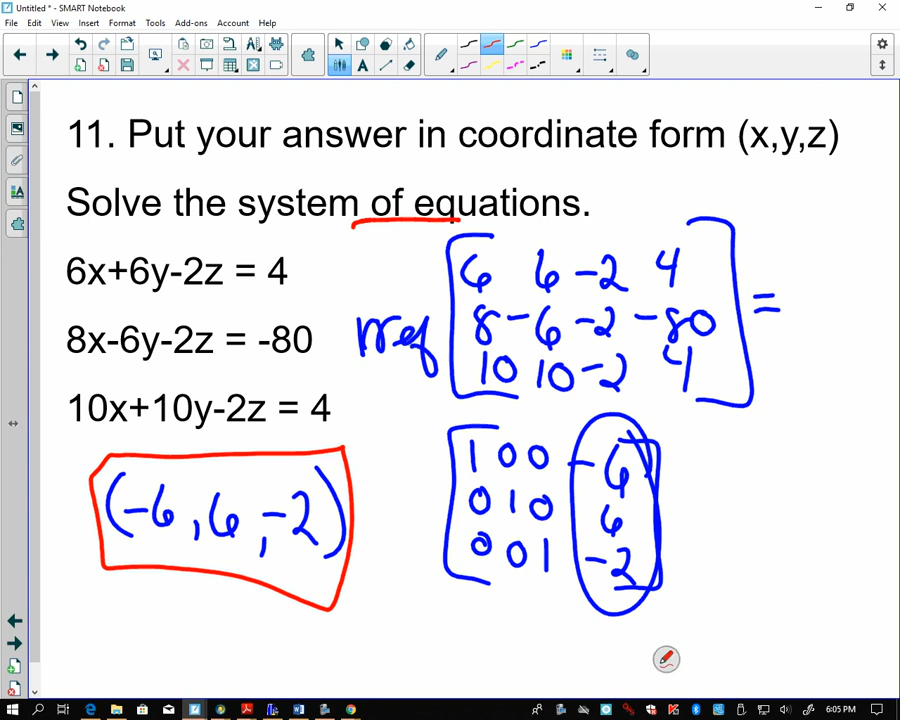 Untitled * - SMART Notebook
File Edit View Insert Format Tools Add-ons Account Help
11. Put your answer in coordinate form (x,y,z)
Solve the system of equations.
6x+6y-2z = 4
8x-6y-2z = -80
10x+10y-2z = 4
6 6 -2 4
rref 8 -6 -2 -80 =
10 10 -2 4
1 0 0 -6
0 1 0 6
0 0 1 -2
(-6, 6, -2)
6:05 PM